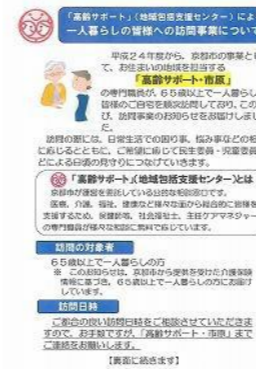 「高齢サポート」（地域包括支援センター）によ
一人暮らしの皆様への訪問事業につい
平成２４年度から、京都市の事業と
て、お住まいの地域を担当する
「高齢サポート・市原」
の専門職員が、６５歳以上で一人暮らし
皆様のご自宅を順次訪問しており、この
び、訪問事業のお知らせをお届けしま
た。
訪問の際には、日常生活での困り事、悩み事などの相
に応じるとともに、ご希望に応じて民生委員・児童委員
どによる日頃の見守りにつなげていきます。
「高齢サポート」（地域包括支援センター）とは
京都市が運営を委託している公的な相談窓口です。
医療、介護、福祉、健康など様々な面から総合的に皆様を
支援するため、保健師等、社会福祉士、主任ケアマネジャー
の専門職員が様々な相談に無料で応じています。
訪問の対象者
６５歳以上で一人暮らしの方
※ このお知らせは、京都市から提供を受けた介護保険
情報に基づき、６５歳以上で一人暮らしの方にお届け
しています。
訪問日時
ご都合の良い訪問日時をご相談させていただきま
すので、お手数ですが、「高齢サポート・市原」まで
ご連絡をお願いします。
【裏面に続きます】